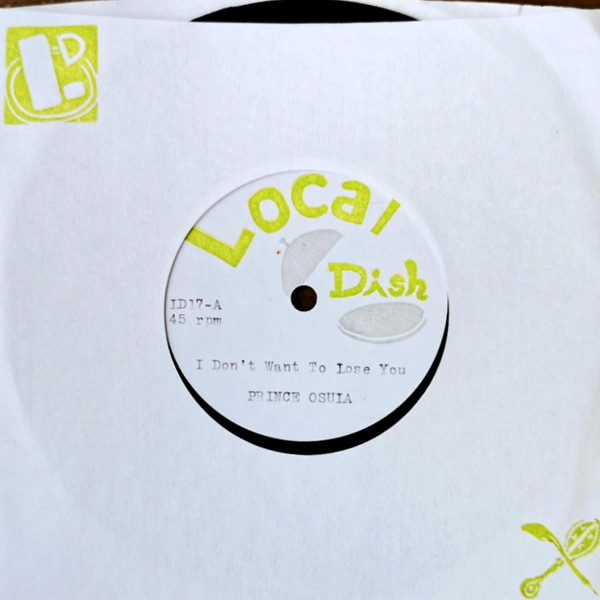 Local
Dish
ID17-A
45 rpm
I Don't Want To Lose You
PRINCE OSUIA